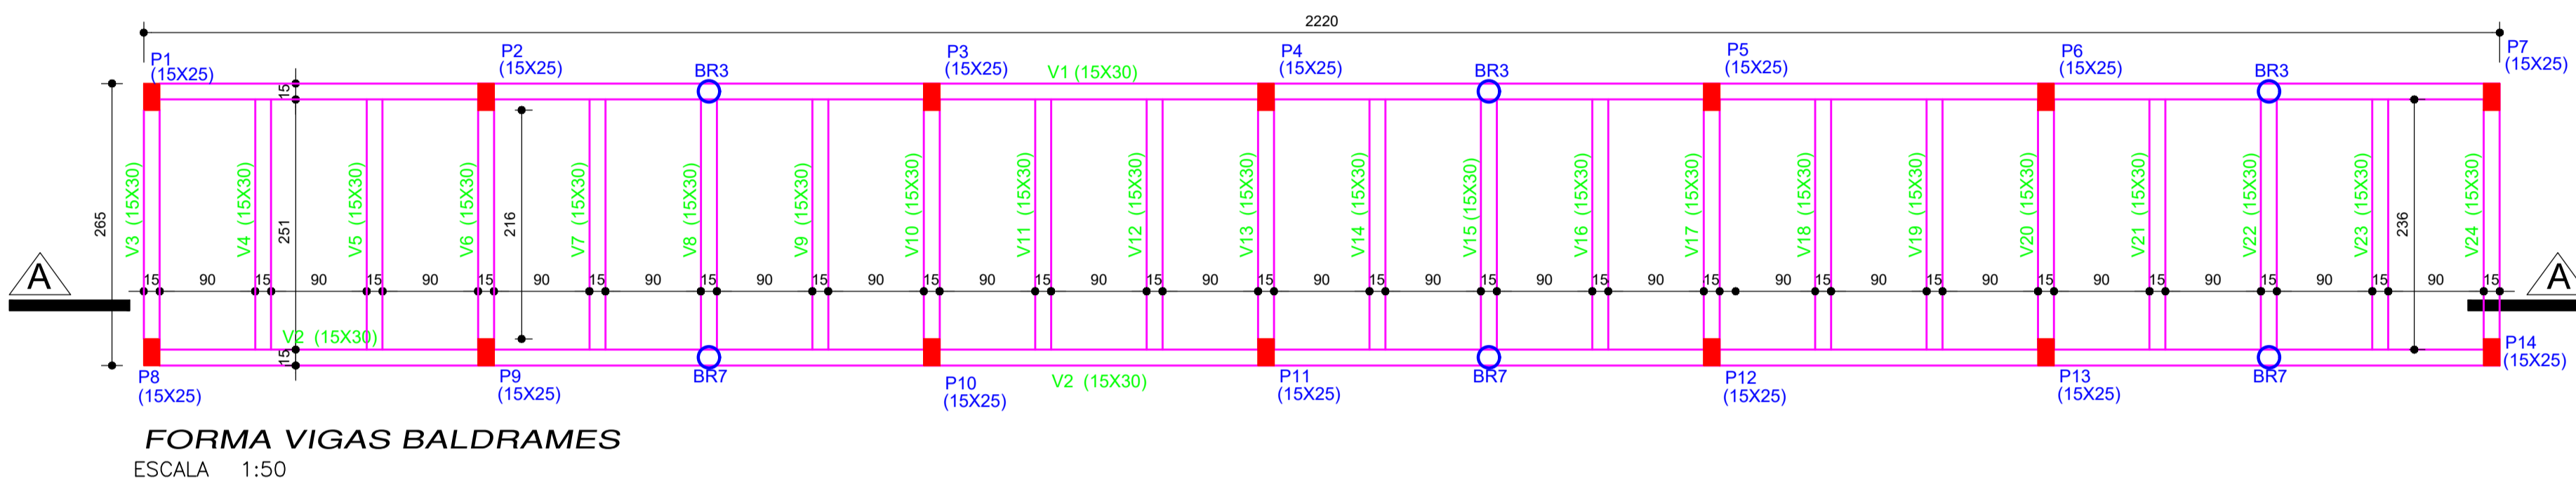 2220
P1
(15X25)
P2
(15X25)
BR3
P3
(15X25)
V1 (15X30)
P4
(15X25)
BR3
P5
(15X25)
P6
(15X25)
BR3
P7
(15X25)
15
265
V3 (15X30)
V4 (15X30)
251
V5 (15X30)
V6 (15X30)
216
V7 (15X30)
V8 (15X30)
V9 (15X30)
V10 (15X30)
V11 (15X30)
V12 (15X30)
V13 (15X30)
V14 (15X30)
V15 (15X30)
V16 (15X30)
V17 (15X30)
V18 (15X30)
V19 (15X30)
V20 (15X30)
V21 (15X30)
V22 (15X30)
V23 (15X30)
236
V24 (15X30)
A
15 90 15 90 15 90 15 90 15 90 15 90 15 90 15 90 15 90 15 90 15 90 15 90 15 90 15 90 15 90 15 90 15 90 15 90 15 90 15 90 15 90 15
A
V2 (15X30)
15
P8
(15X25)
P9
(15X25)
BR7
P10
(15X25)
V2 (15X30)
P11
(15X25)
BR7
P12
(15X25)
P13
(15X25)
BR7
P14
(15X25)
FORMA VIGAS BALDRAMES
ESCALA 1:50